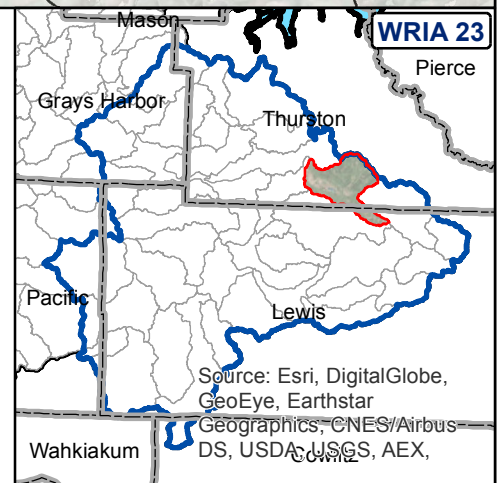 Mason
WRIA 23
Pierce
Grays Harbor
Thurston
Pacific
Lewis
Source: Esri, DigitalGlobe,
GeoEye, Earthstar
Geographics, CNES/Airbus
DS, USDA, USGS, AEX,
Wahkiakum
Cowlitz